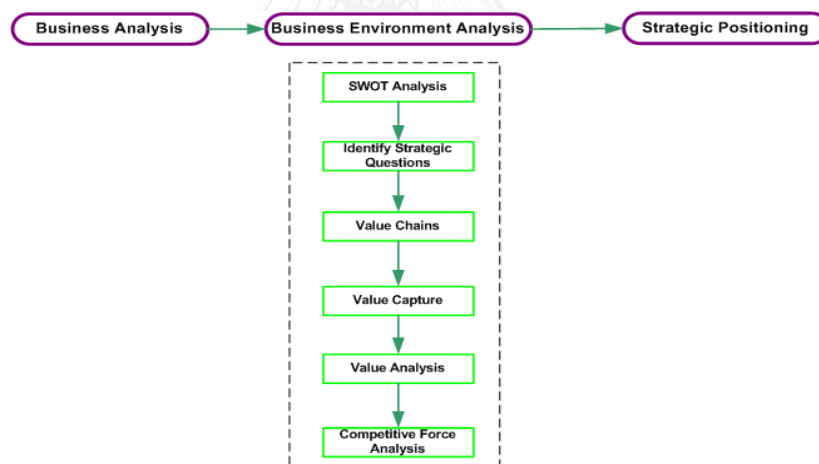 Business Analysis
Business Environment Analysis
Strategic Positioning
SWOT Analysis
Identify Strategic
Questions
Value Chains
Value Capture
Value Analysis
Competitive Force
Analysis